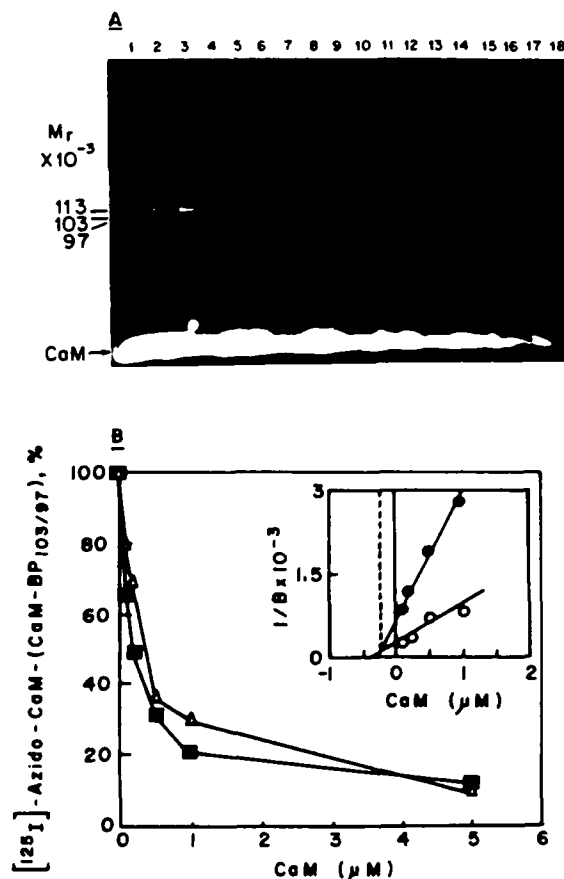 A
1 2 3 4 5 6 7 8 9 10 11 12 13 14 15 16 17 18
Mr
X10⁻³
113
103
97
CaM
B
[¹²⁵I]-Azido-CaM-(CaM-BP₁₀₃/₉₇), %
100
80
60
40
20
0
0 1 2 3 4 5 6
CaM (μM)
1/B×10⁻³
3
1.5
0
-1 0 1 2
CaM (μM)